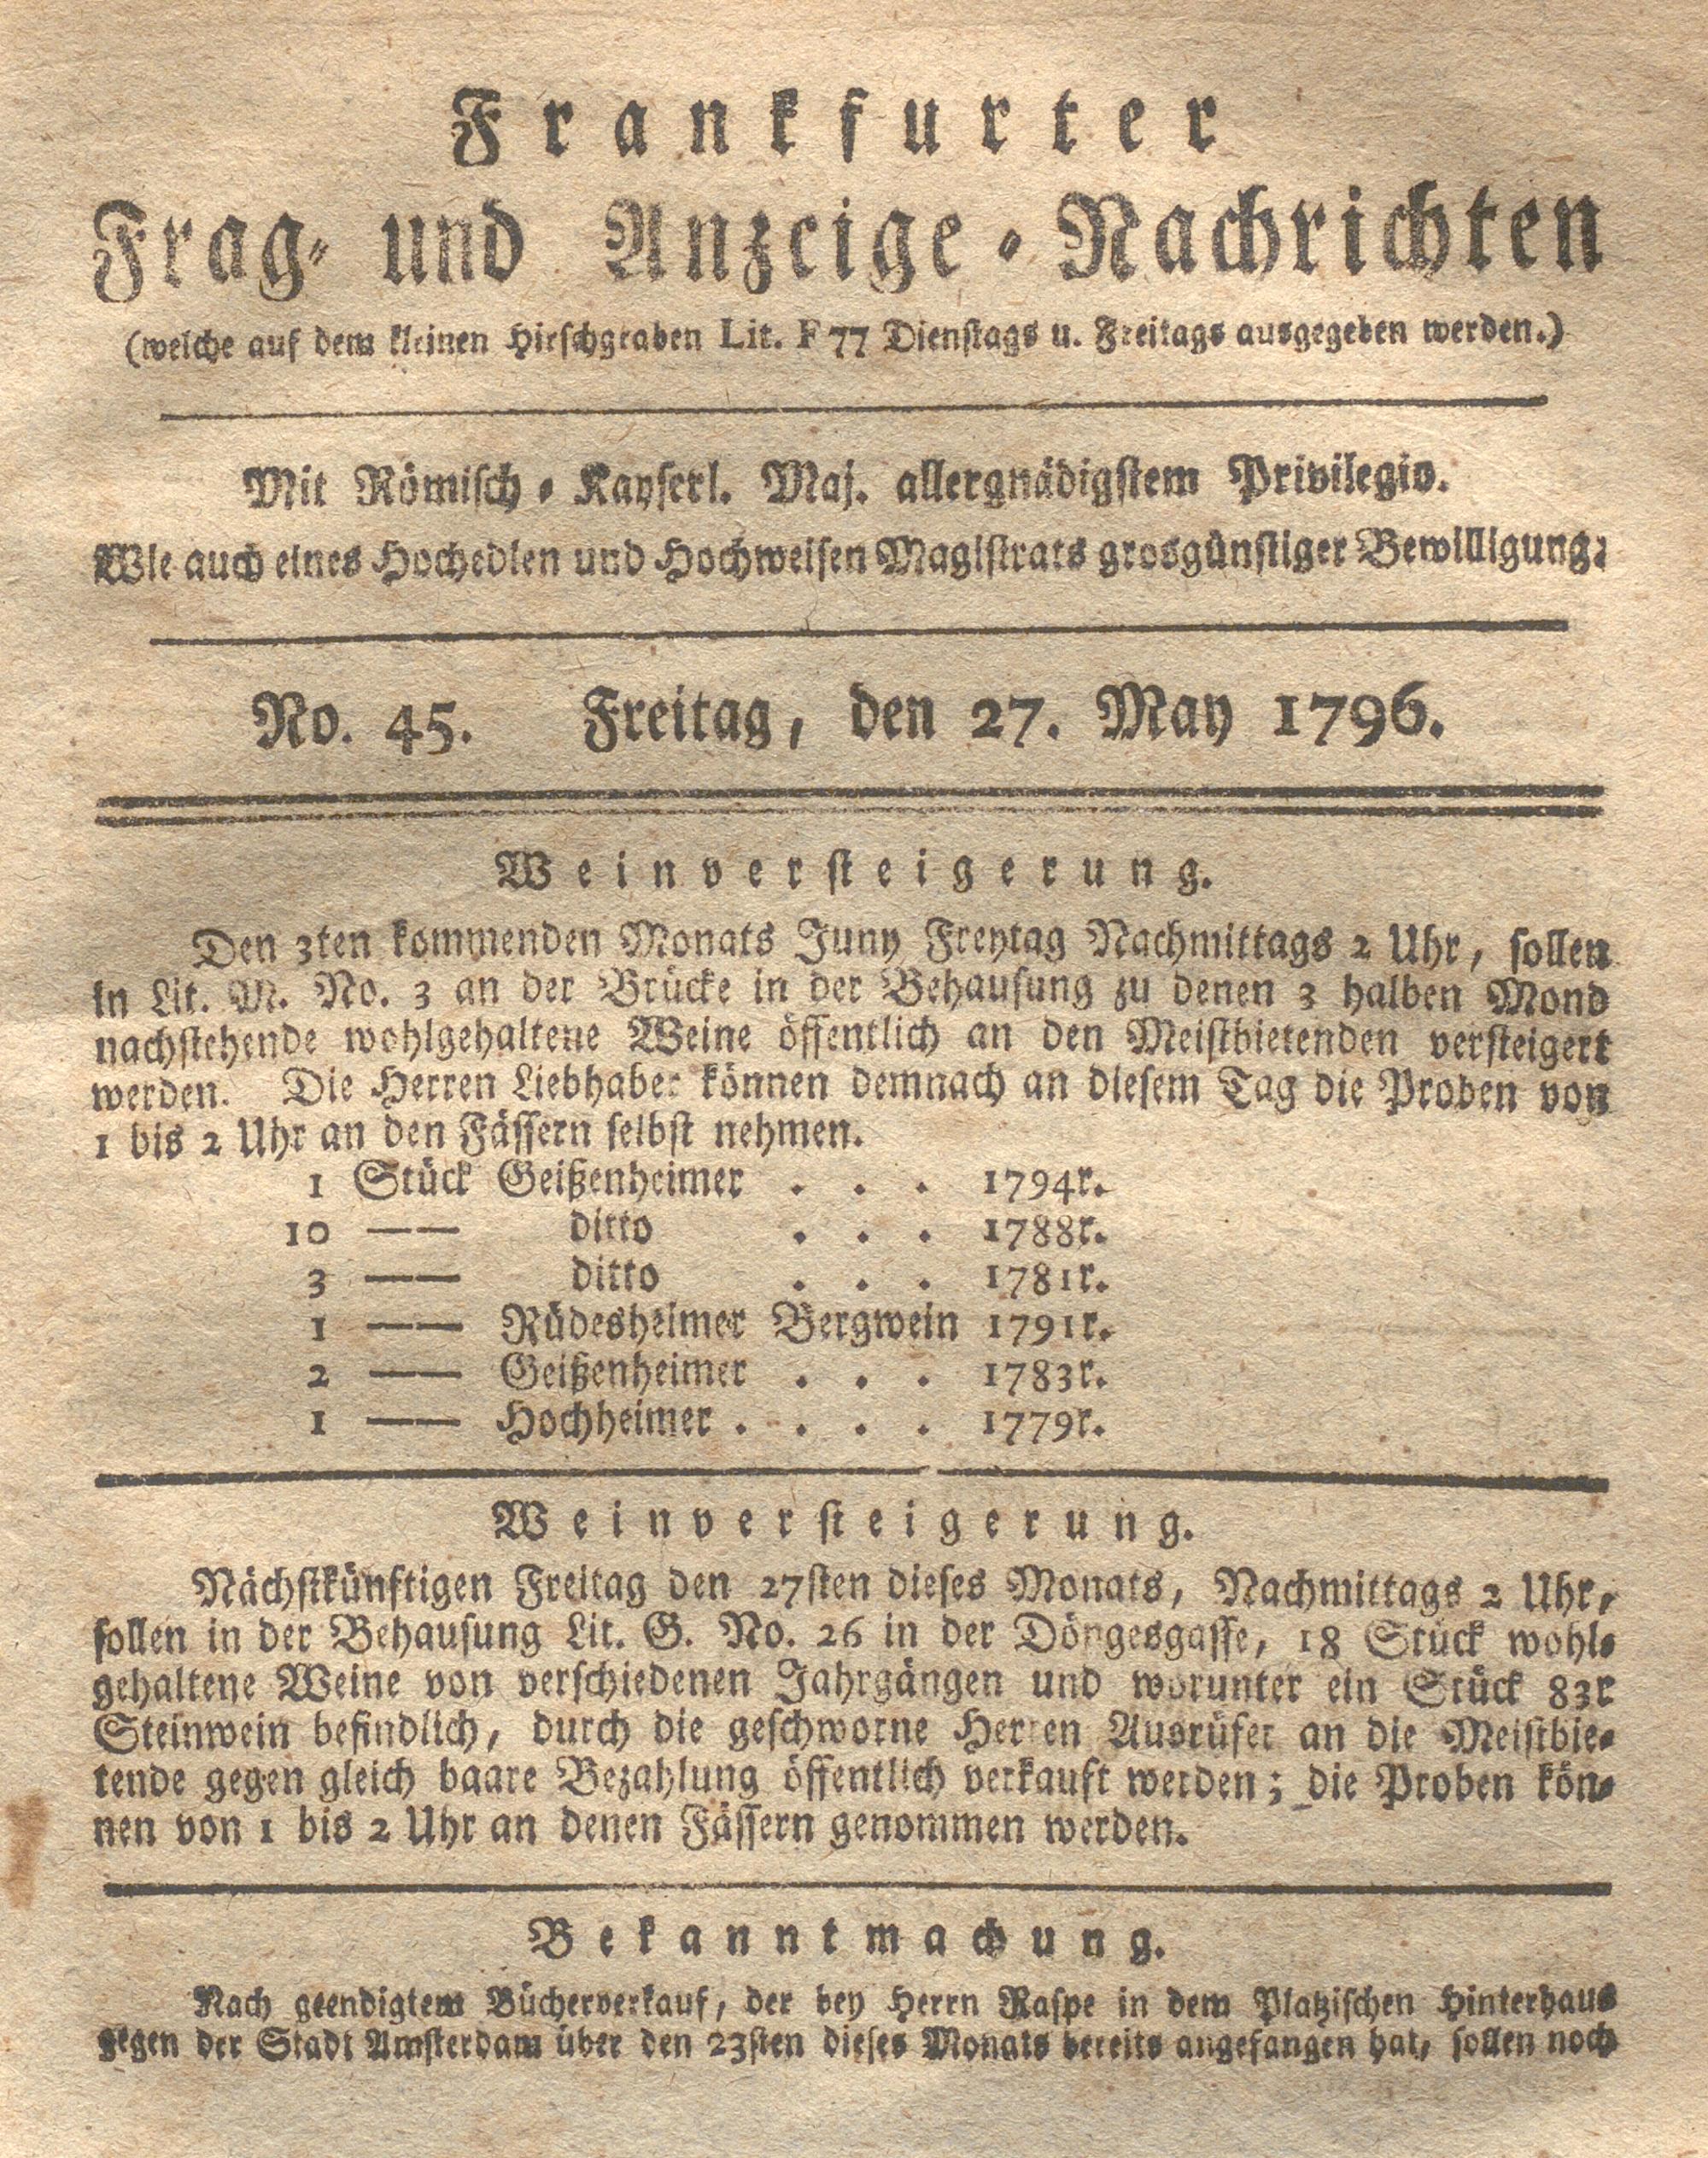 Frankfurter
Frag- und Anzeige-Nachrichten
(welche auf dem kleinen Hirschgraben Lit. F 77 Dienstags u. Freitags ausgegeben werden.)
Mit Römisch-Kayserl. Maj. allergnädigstem Privilegio.
Wie auch eines Hochedlen und Hochweisen Magistrats grosgünstiger Bewilligung.
No. 45. Freitag, den 27. May 1796.
Weinversteigerung.
Den 3ten kommenden Monats Juny Freytag Nachmittags 2 Uhr, sollen
in Lit. M. No. 3 an der Brücke in der Behausung zu denen 3 halben Mond
nachstehende wohlgehaltene Weine öffentlich an den Meistbietenden versteigert
werden. Die Herren Liebhaber können demnach an diesem Tag die Proben von
1 bis 2 Uhr an den Fässern selbst nehmen.
1 Stück Geißenheimer . . . 1794r.
10 —— ditto . . . 1788r.
3 —— ditto . . . 1781r.
1 —— Rüdesheimer Bergwein 1791r.
2 —— Geißenheimer . . . 1783r.
1 —— Hochheimer . . . . 1779r.
Weinversteigerung.
Nächstkünftigen Freitag den 27sten dieses Monats, Nachmittags 2 Uhr,
sollen in der Behausung Lit. G. No. 26 in der Döngesgasse, 18 Stück wohl-
gehaltene Weine von verschiedenen Jahrgängen und worunter ein Stück 83r
Steinwein befindlich, durch die geschworne Herren Ausrüfer an die Meistbie-
tende gegen gleich baare Bezahlung öffentlich verkauft werden; die Proben kön-
nen von 1 bis 2 Uhr an denen Fässern genommen werden.
Bekanntmachung.
Nach geendigtem Bücherverkauf, der bey Herrn Raspe in dem Platzischen Hinterhaus
gegen der Stadt Amsterdam über den 23sten dieses Monats bereits angefangen hat, sollen noch